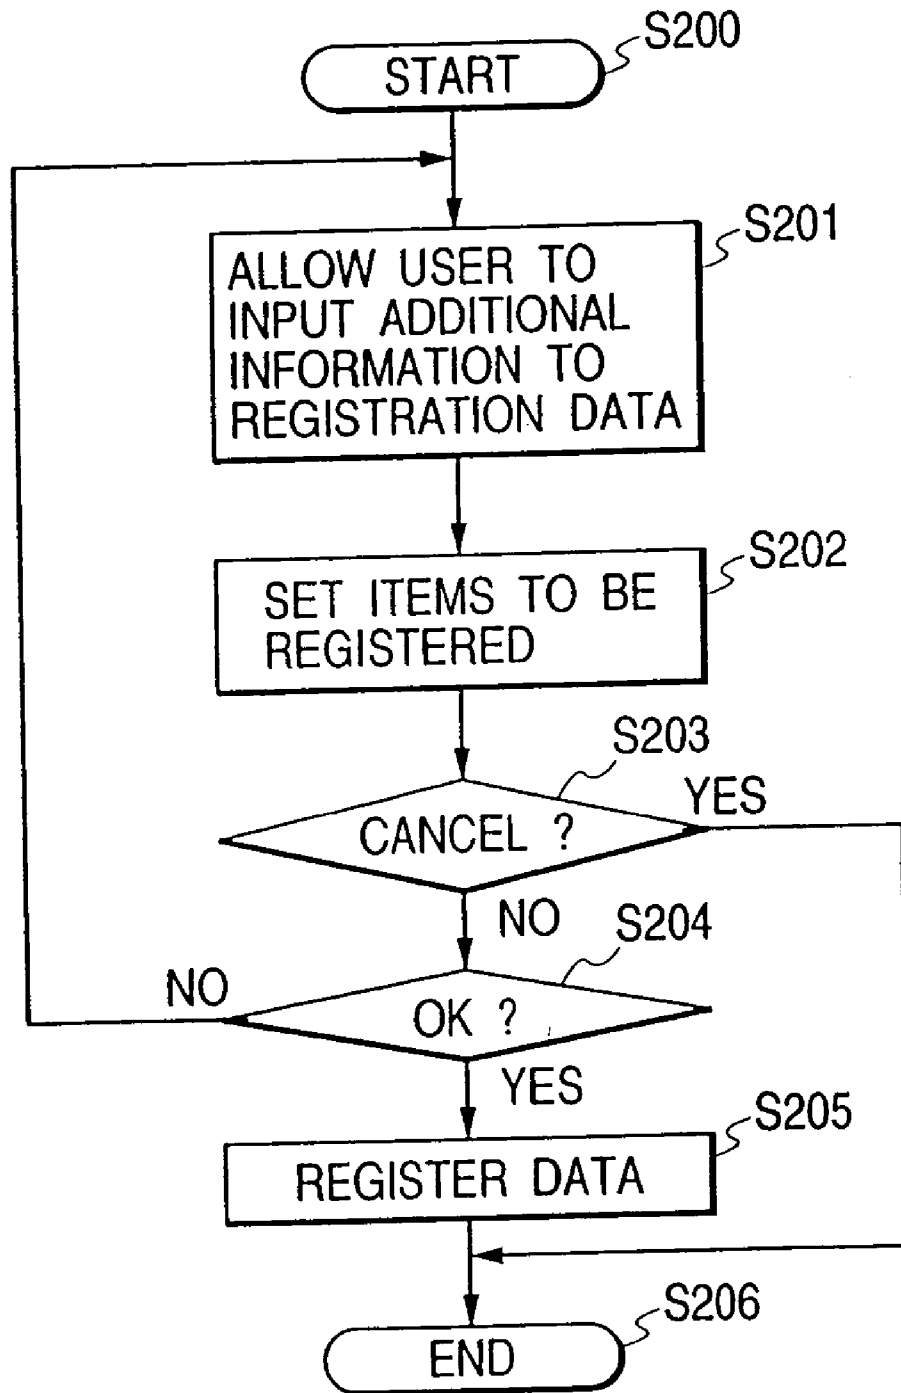 S200
START
S201
ALLOW USER TO
INPUT ADDITIONAL
INFORMATION TO
REGISTRATION DATA
S202
SET ITEMS TO BE
REGISTERED
S203
CANCEL ?
YES
NO
S204
OK ?
NO
YES
S205
REGISTER DATA
S206
END